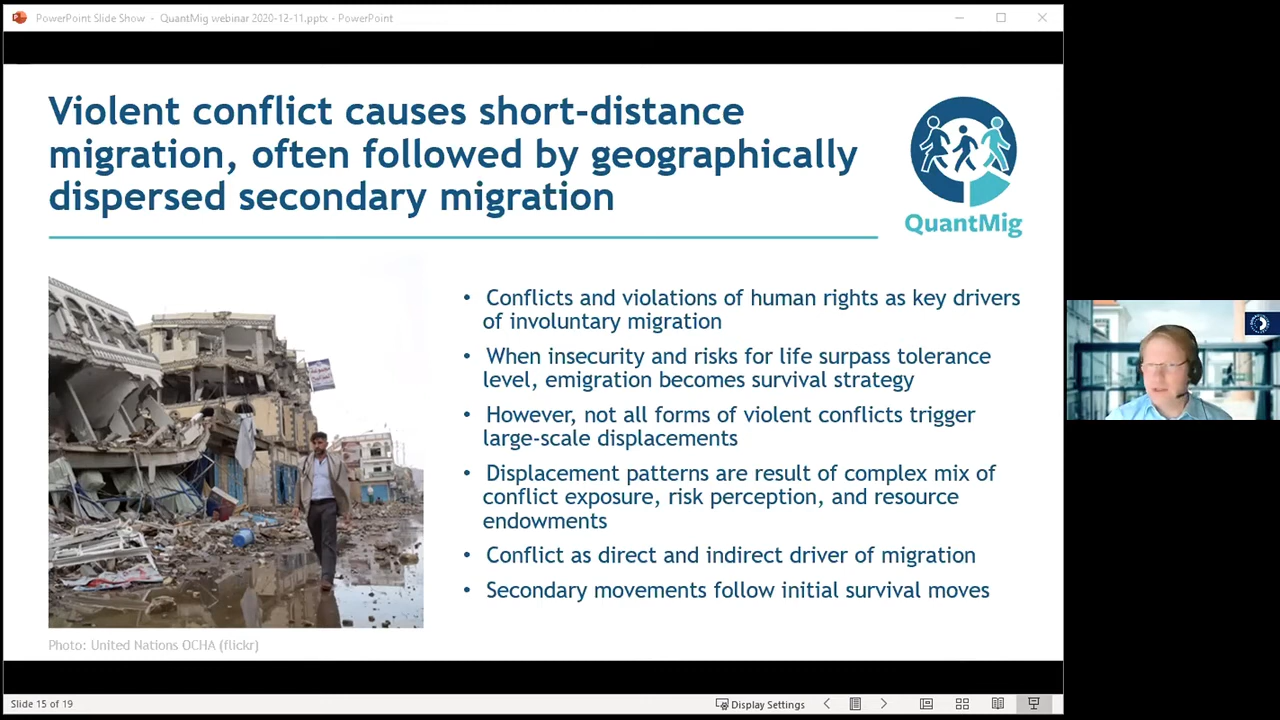 PowerPoint Slide Show - QuantMig webinar 2020-12-11.pptx - PowerPoint
Violent conflict causes short-distance
migration, often followed by geographically
dispersed secondary migration
QuantMig
• Conflicts and violations of human rights as key drivers
of involuntary migration
• When insecurity and risks for life surpass tolerance
level, emigration becomes survival strategy
• However, not all forms of violent conflicts trigger
large-scale displacements
• Displacement patterns are result of complex mix of
conflict exposure, risk perception, and resource
endowments
• Conflict as direct and indirect driver of migration
• Secondary movements follow initial survival moves
Photo: United Nations OCHA (flickr)
Slide 15 of 19
Display Settings